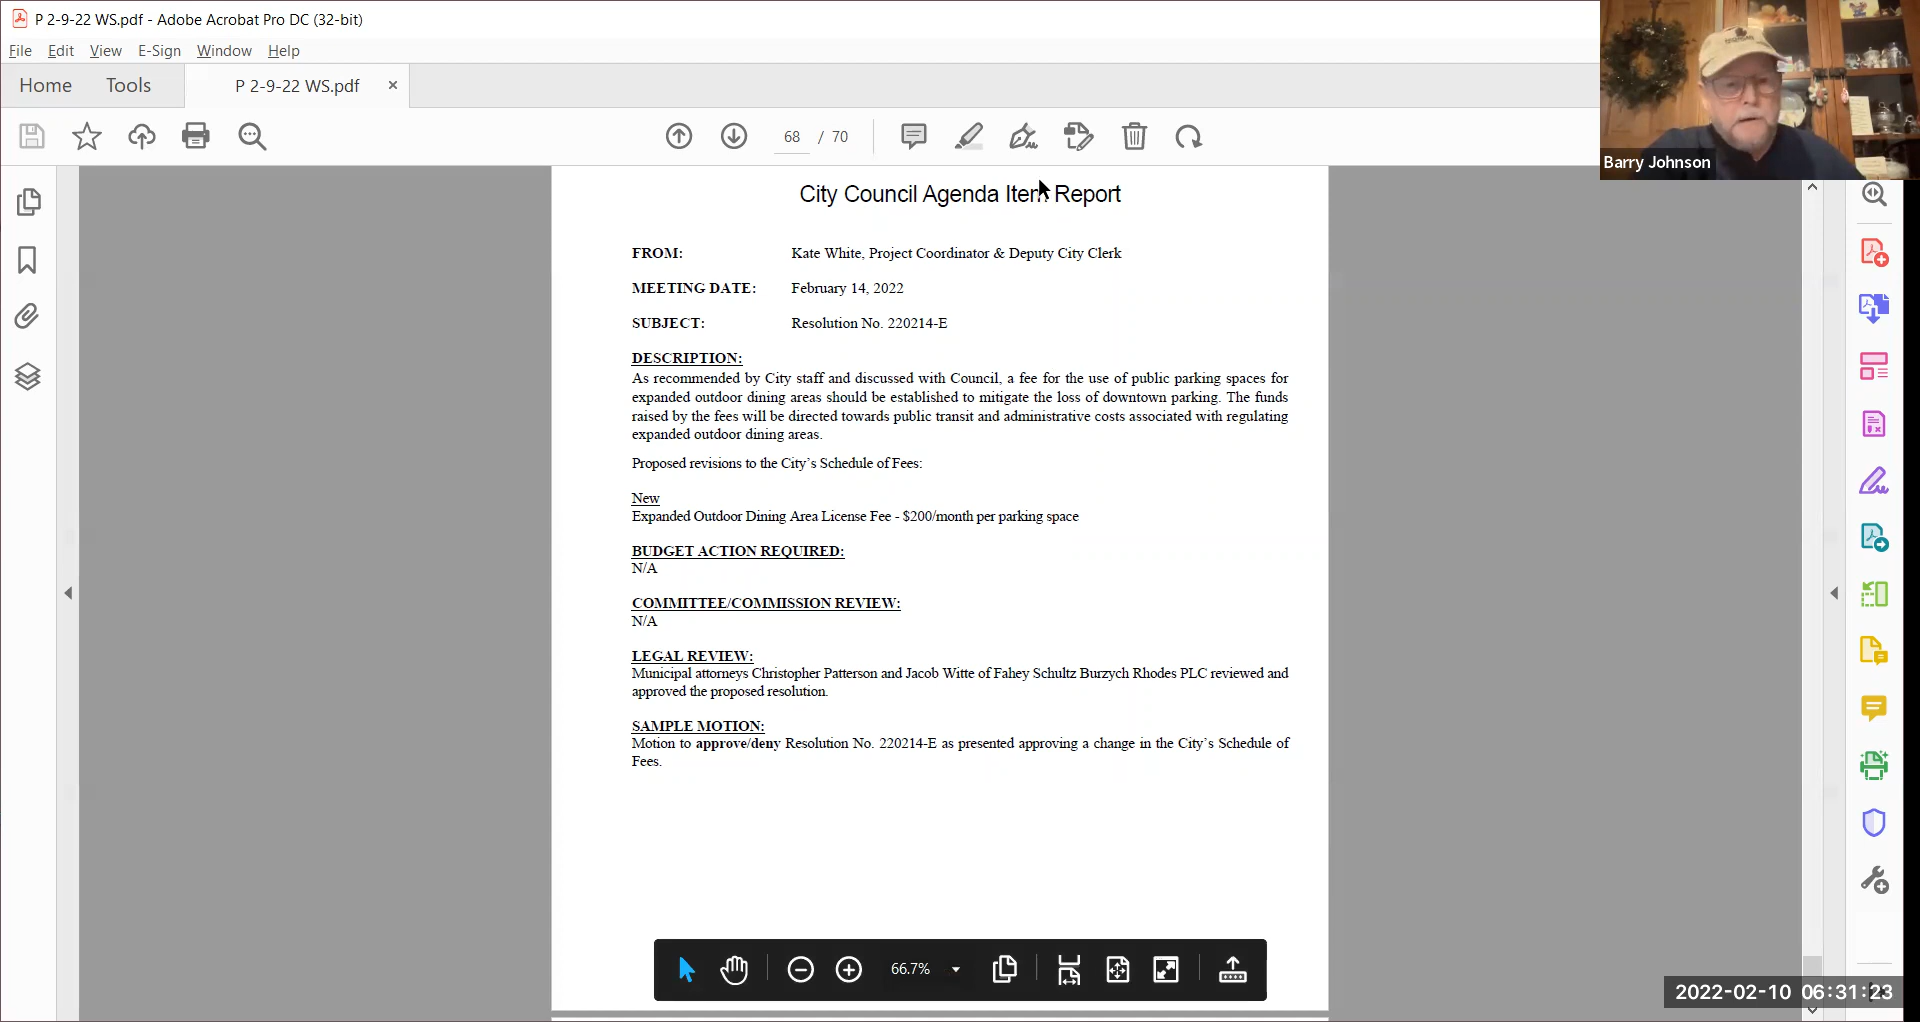 P 2-9-22 WS.pdf - Adobe Acrobat Pro DC (32-bit)
File Edit View E-Sign Window Help
Home Tools P 2-9-22 WS.pdf ×
68 / 70
Barry Johnson
City Council Agenda Item Report
FROM: Kate White, Project Coordinator & Deputy City Clerk
MEETING DATE: February 14, 2022
SUBJECT: Resolution No. 220214-E
DESCRIPTION:
As recommended by City staff and discussed with Council, a fee for the use of public parking spaces for
expanded outdoor dining areas should be established to mitigate the loss of downtown parking. The funds
raised by the fees will be directed towards public transit and administrative costs associated with regulating
expanded outdoor dining areas.
Proposed revisions to the City's Schedule of Fees:
New
Expanded Outdoor Dining Area License Fee - $200/month per parking space
BUDGET ACTION REQUIRED:
N/A
COMMITTEE/COMMISSION REVIEW:
N/A
LEGAL REVIEW:
Municipal attorneys Christopher Patterson and Jacob Witte of Fahey Schultz Burzych Rhodes PLC reviewed and
approved the proposed resolution.
SAMPLE MOTION:
Motion to approve/deny Resolution No. 220214-E as presented approving a change in the City's Schedule of
Fees.
66.7%
2022-02-10 06:31:23